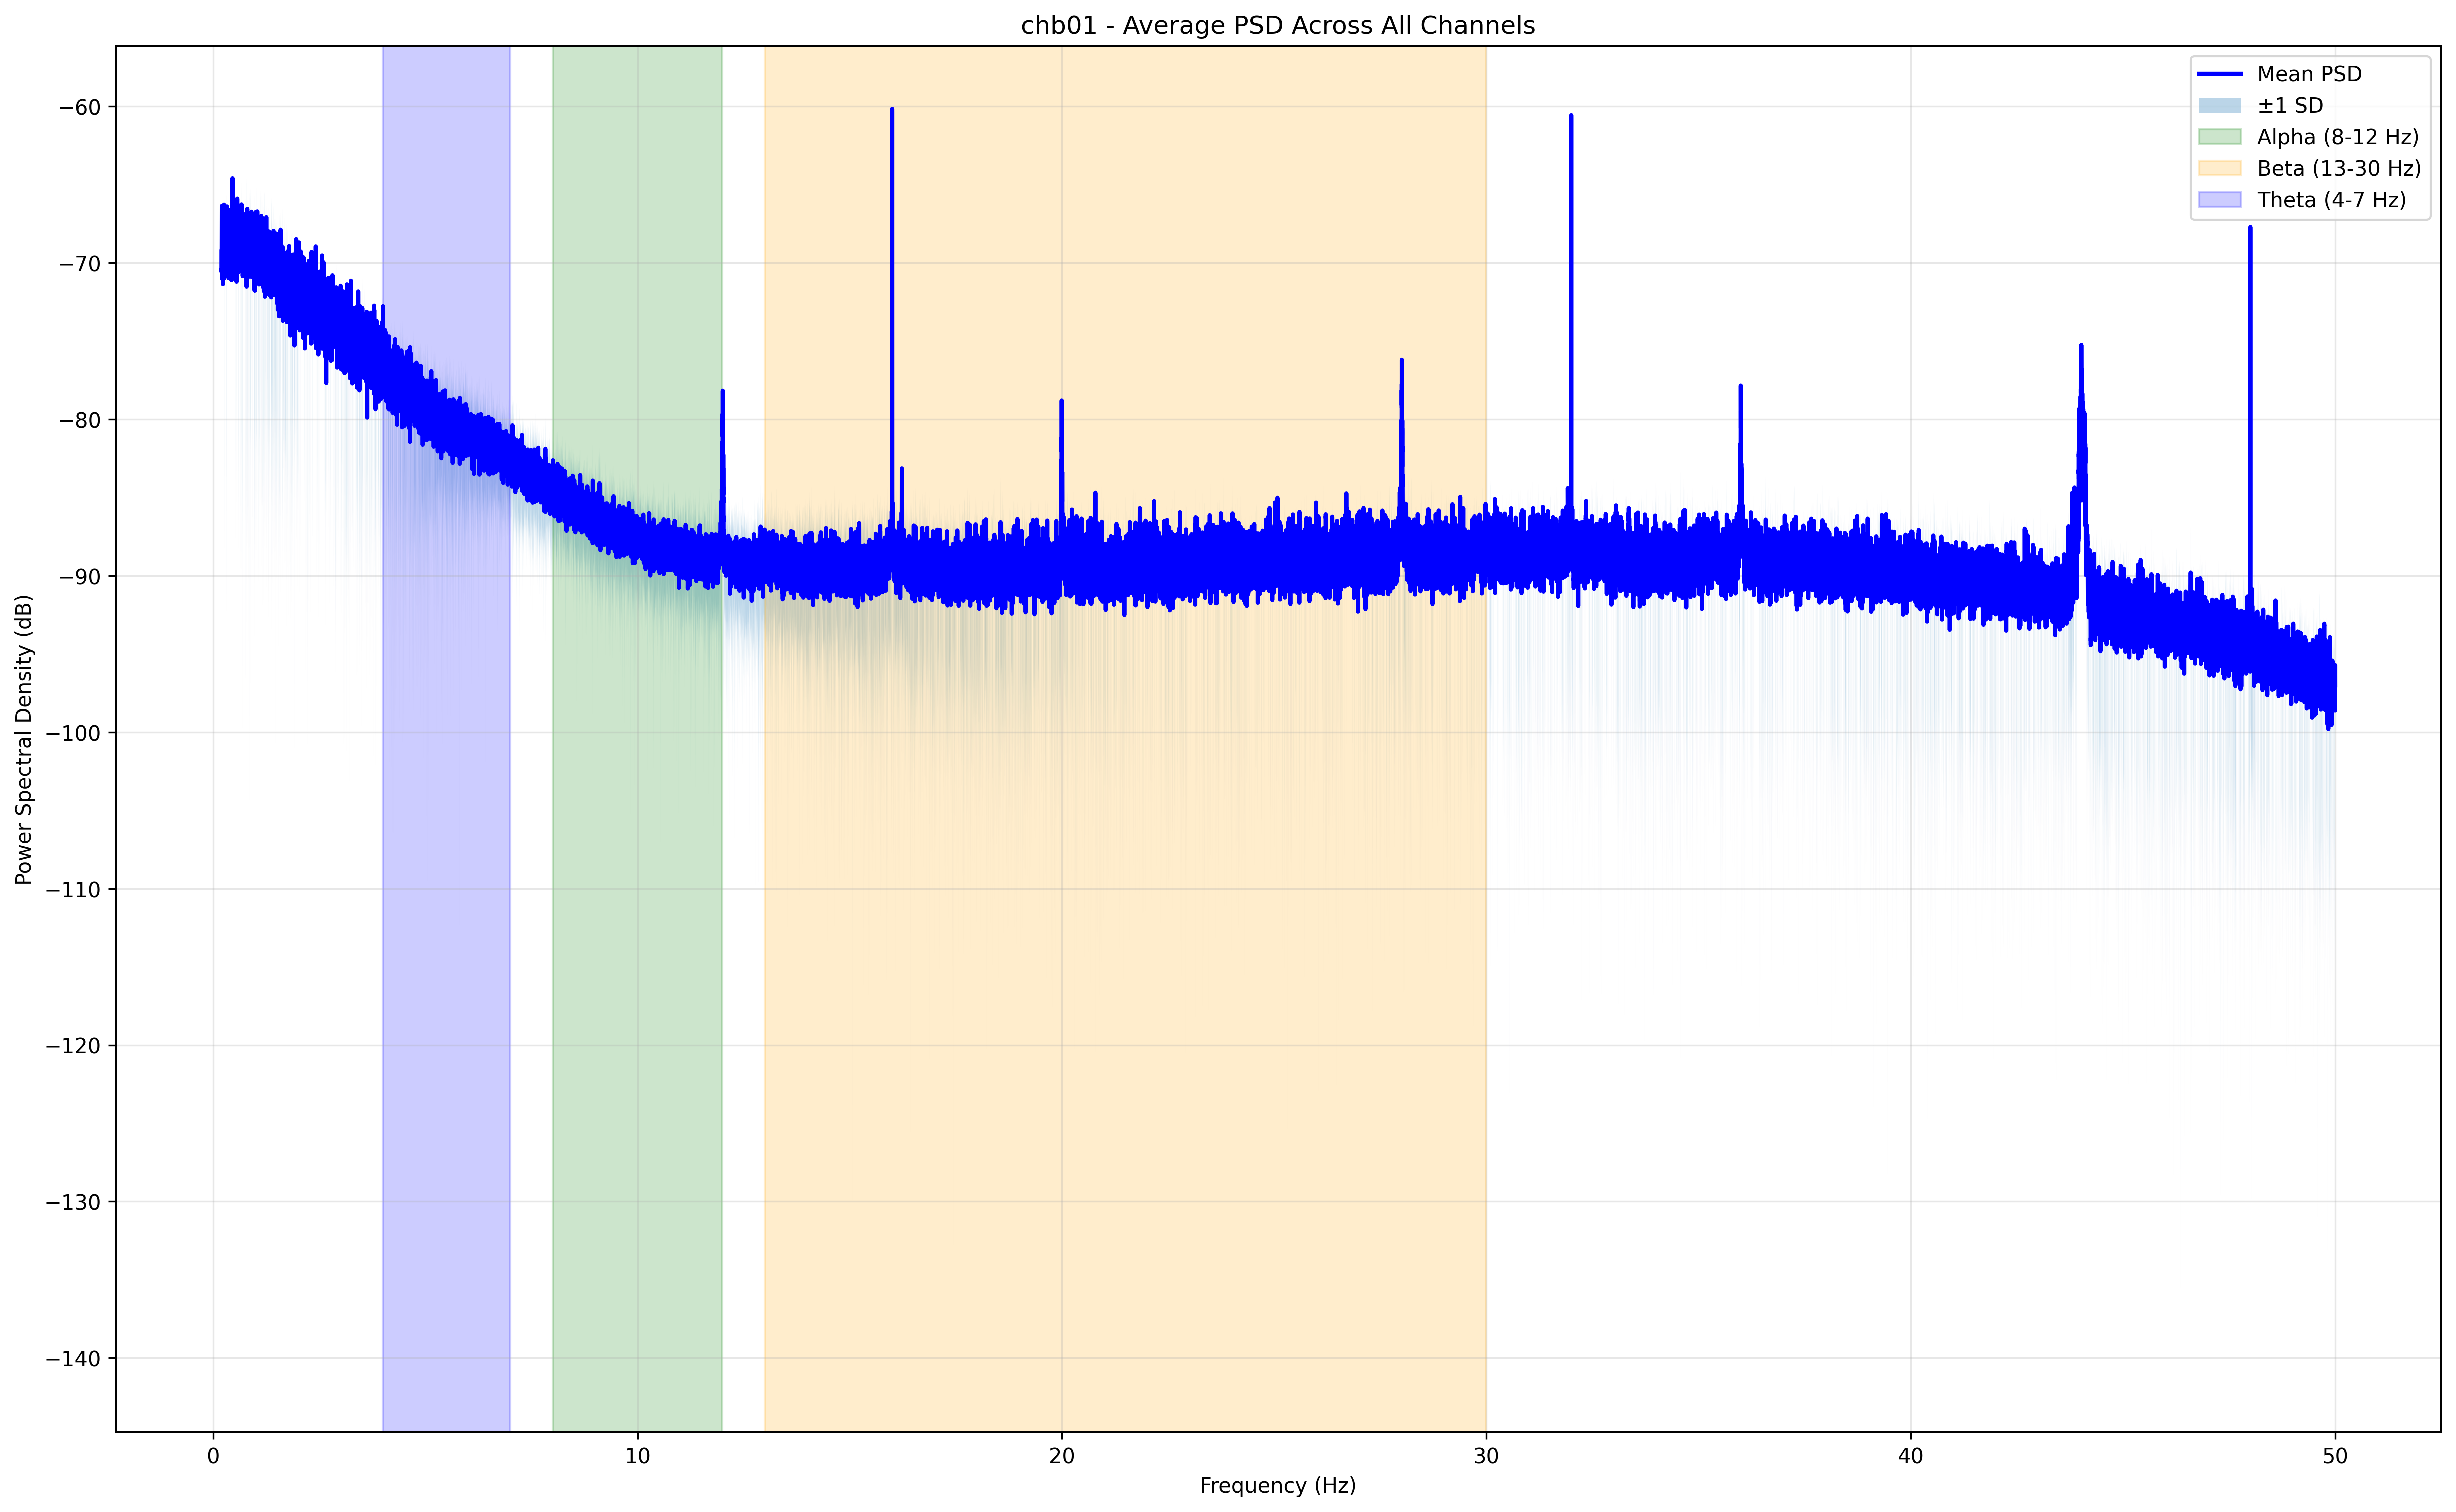 chb01 - Average PSD Across All Channels
Mean PSD
±1 SD
Alpha (8-12 Hz)
Beta (13-30 Hz)
Theta (4-7 Hz)
Power Spectral Density (dB)
−60
−70
−80
−90
−100
−110
−120
−130
−140
0 10 20 30 40 50
Frequency (Hz)